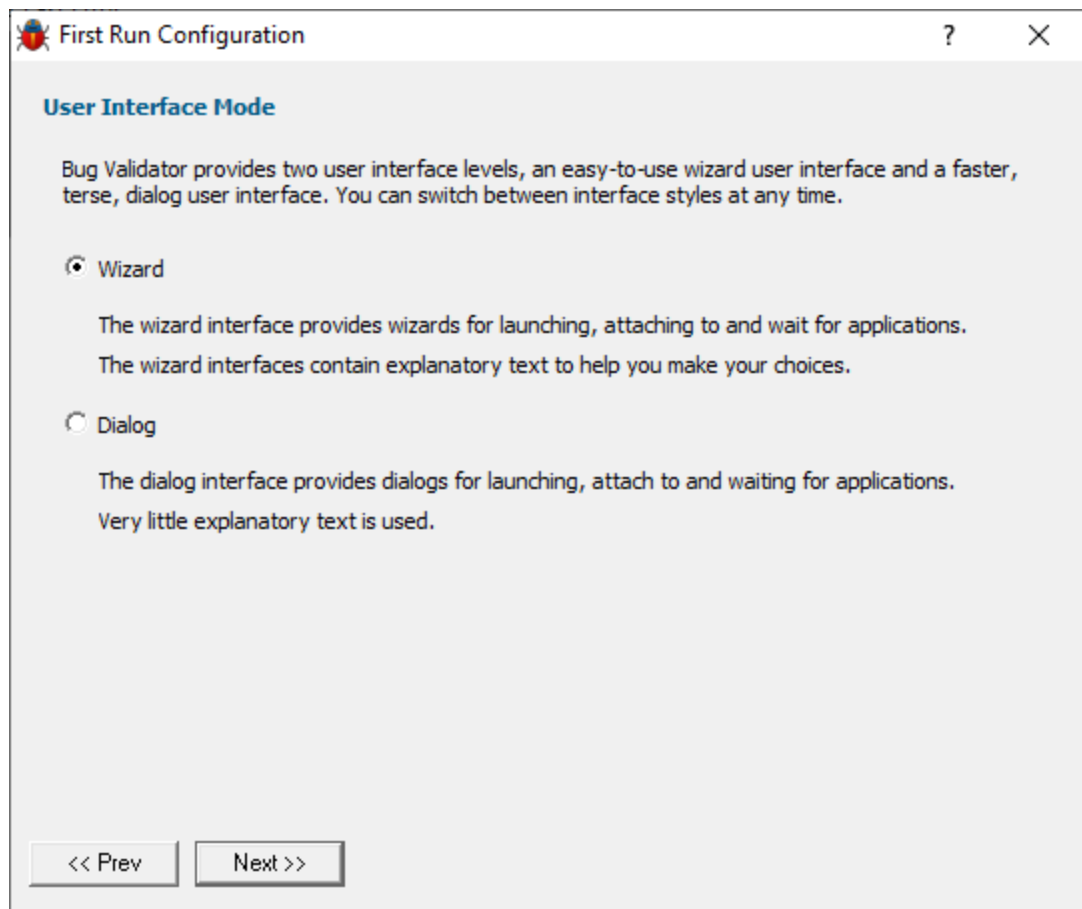 First Run Configuration
?
User Interface Mode
Bug Validator provides two user interface levels, an easy-to-use wizard user interface and a faster,
terse, dialog user interface. You can switch between interface styles at any time.
Wizard
The wizard interface provides wizards for launching, attaching to and wait for applications.
The wizard interfaces contain explanatory text to help you make your choices.
Dialog
The dialog interface provides dialogs for launching, attach to and waiting for applications.
Very little explanatory text is used.
<< Prev
Next >>